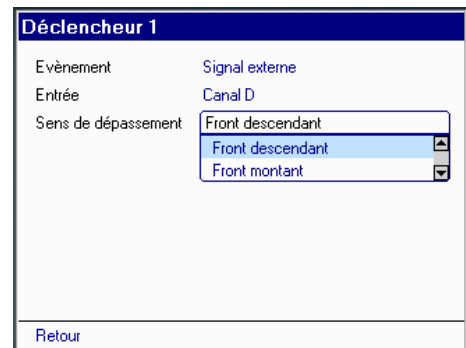 Déclencheur 1
Evènement Signal externe
Entrée Canal D
Sens de dépassement Front descendant
Front descendant
Front montant
Retour